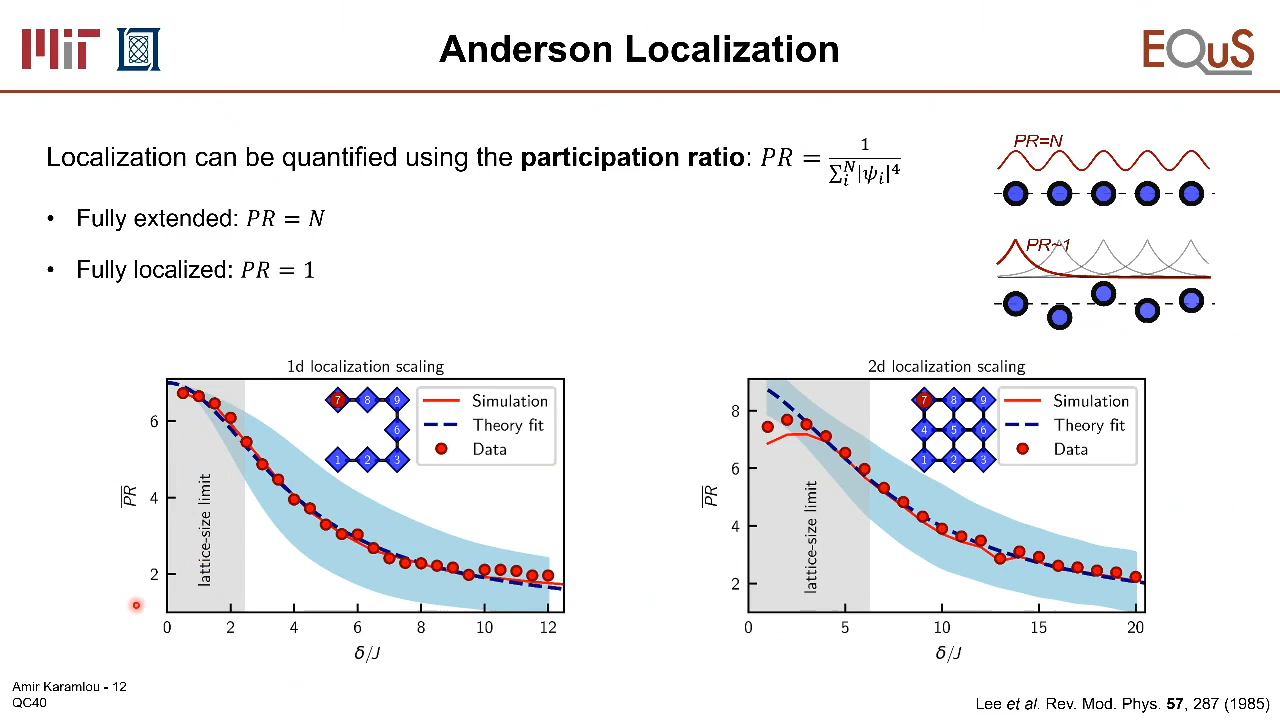 MIT
Anderson Localization
EQuS
Localization can be quantified using the participation ratio: PR = 1 / ∑_i^N |ψ_i|^4
• Fully extended: PR = N
• Fully localized: PR = 1
PR=N
PR~1
1d localization scaling
7 8 9
6
1 2 3
Simulation
Theory fit
Data
lattice-size limit
PR
6
4
2
0 2 4 6 8 10 12
δ/J
2d localization scaling
7 8 9
4 5 6
1 2 3
Simulation
Theory fit
Data
lattice-size limit
PR
8
6
4
2
0 5 10 15 20
δ/J
Amir Karamlou - 12
QC40
Lee et al. Rev. Mod. Phys. 57, 287 (1985)